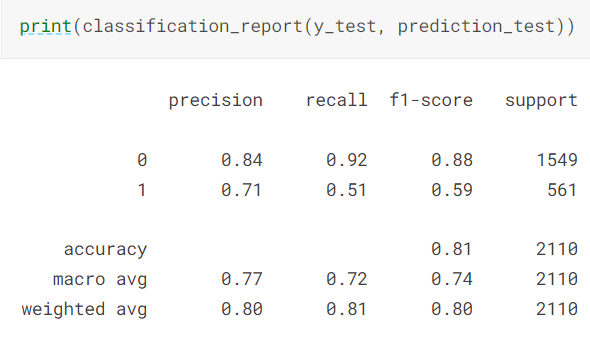 print(classification_report(y_test, prediction_test))
precision recall f1-score support
0 0.84 0.92 0.88 1549
1 0.71 0.51 0.59 561
accuracy 0.81 2110
macro avg 0.77 0.72 0.74 2110
weighted avg 0.80 0.81 0.80 2110